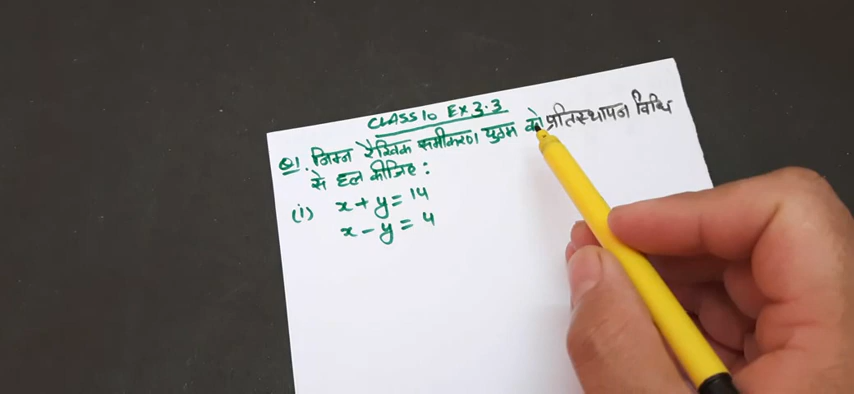 CLASS 10 EX 3.3
Q1. निम्न रैखिक समीकरण युग्म को प्रतिस्थापन विधि
से हल कीजिए :
(i) x + y = 14
x - y = 4